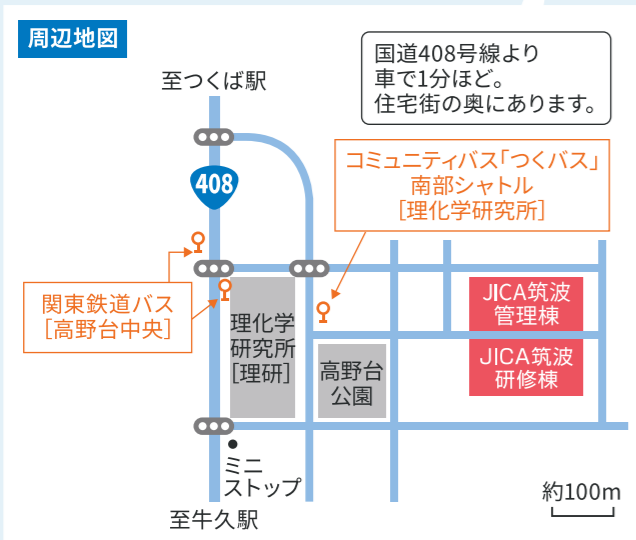 周辺地図
国道408号線より
車で1分ほど。
住宅街の奥にあります。
至つくば駅
408
コミュニティバス「つくバス」
南部シャトル
[理化学研究所]
関東鉄道バス
[高野台中央]
理化学
研究所
[理研]
高野台
公園
JICA筑波
管理棟
JICA筑波
研修棟
ミニ
ストップ
至牛久駅
約100m